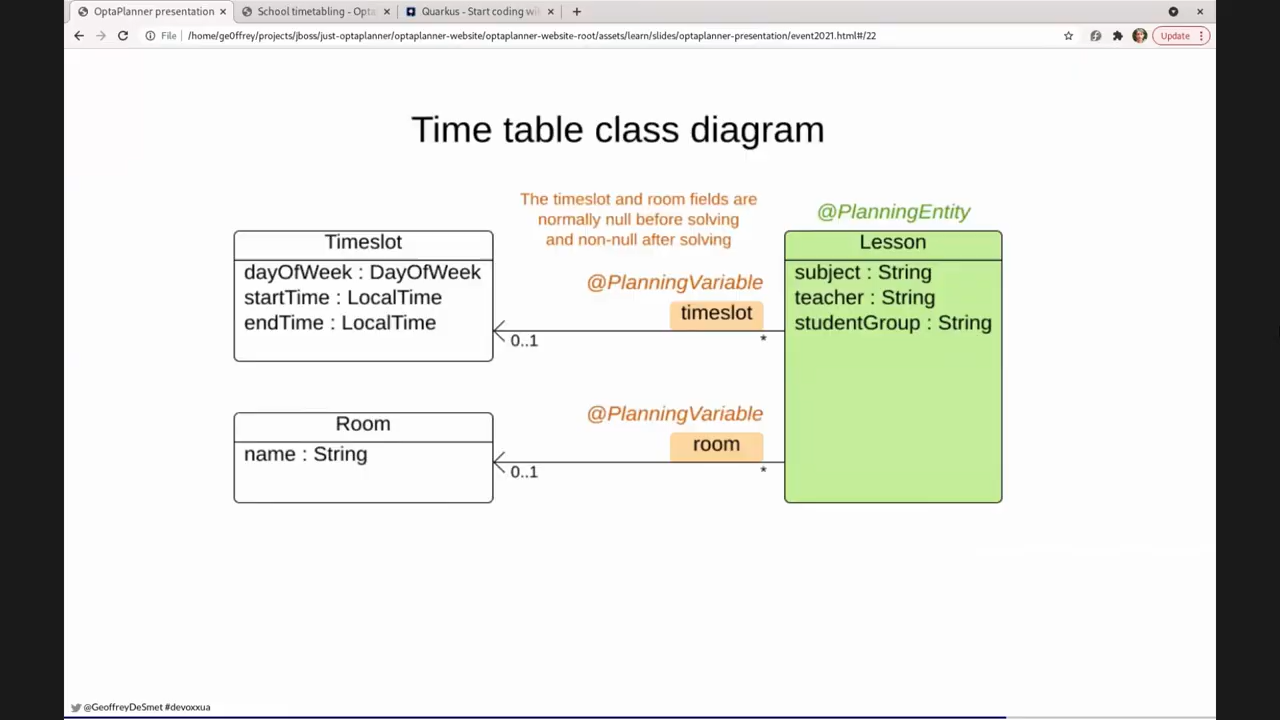 OptaPlanner presentation
School timetabling - Opta
Quarkus - Start coding wi
File
/home/ge0ffrey/projects/jboss/just-optaplanner/optaplanner-website/optaplanner-website-root/assets/learn/slides/optaplanner-presentation/event2021.html#/22
Update
Time table class diagram
The timeslot and room fields are
normally null before solving
and non-null after solving
@PlanningEntity
Timeslot
dayOfWeek : DayOfWeek
startTime : LocalTime
endTime : LocalTime
@PlanningVariable
timeslot
0..1
*
Lesson
subject : String
teacher : String
studentGroup : String
Room
name : String
@PlanningVariable
room
0..1
*
@GeoffreyDeSmet #devoxxua